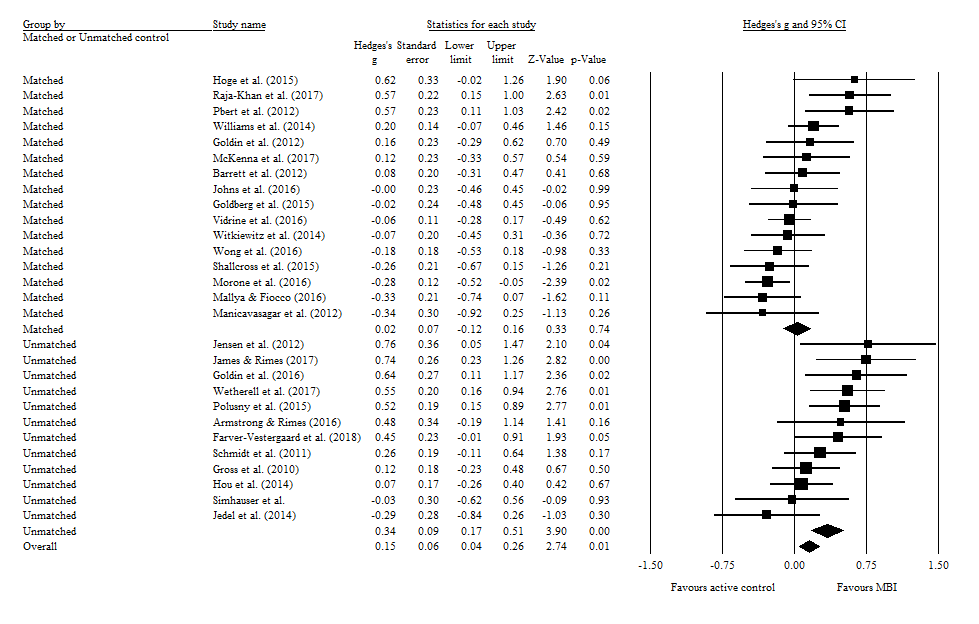 Group by Study name Statistics for each study Hedges's g and 95% CI
Matched or Unmatched control
Hedges's Standard Lower Upper
g error limit limit Z-Value p-Value
Matched Hoge et al. (2015) 0.62 0.33 -0.02 1.26 1.90 0.06
Matched Raja-Khan et al. (2017) 0.57 0.22 0.15 1.00 2.63 0.01
Matched Pbert et al. (2012) 0.57 0.23 0.11 1.03 2.42 0.02
Matched Williams et al. (2014) 0.20 0.14 -0.07 0.46 1.46 0.15
Matched Goldin et al. (2012) 0.16 0.23 -0.29 0.62 0.70 0.49
Matched McKenna et al. (2017) 0.12 0.23 -0.33 0.57 0.54 0.59
Matched Barrett et al. (2012) 0.08 0.20 -0.31 0.47 0.41 0.68
Matched Johns et al. (2016) -0.00 0.23 -0.46 0.45 -0.02 0.99
Matched Goldberg et al. (2015) -0.02 0.24 -0.48 0.45 -0.06 0.95
Matched Vidrine et al. (2016) -0.06 0.11 -0.28 0.17 -0.49 0.62
Matched Witkiewitz et al. (2014) -0.07 0.20 -0.45 0.31 -0.36 0.72
Matched Wong et al. (2016) -0.18 0.18 -0.53 0.18 -0.98 0.33
Matched Shallcross et al. (2015) -0.26 0.21 -0.67 0.15 -1.26 0.21
Matched Morone et al. (2016) -0.28 0.12 -0.52 -0.05 -2.39 0.02
Matched Mallya & Fiocco (2016) -0.33 0.21 -0.74 0.07 -1.62 0.11
Matched Manicavasagar et al. (2012) -0.34 0.30 -0.92 0.25 -1.13 0.26
Matched 0.02 0.07 -0.12 0.16 0.33 0.74
Unmatched Jensen et al. (2012) 0.76 0.36 0.05 1.47 2.10 0.04
Unmatched James & Rimes (2017) 0.74 0.26 0.23 1.26 2.82 0.00
Unmatched Goldin et al. (2016) 0.64 0.27 0.11 1.17 2.36 0.02
Unmatched Wetherell et al. (2017) 0.55 0.20 0.16 0.94 2.76 0.01
Unmatched Polusny et al. (2015) 0.52 0.19 0.15 0.89 2.77 0.01
Unmatched Armstrong & Rimes (2016) 0.48 0.34 -0.19 1.14 1.41 0.16
Unmatched Farver-Vestergaard et al. (2018) 0.45 0.23 -0.01 0.91 1.93 0.05
Unmatched Schmidt et al. (2011) 0.26 0.19 -0.11 0.64 1.38 0.17
Unmatched Gross et al. (2010) 0.12 0.18 -0.23 0.48 0.67 0.50
Unmatched Hou et al. (2014) 0.07 0.17 -0.26 0.40 0.42 0.67
Unmatched Simhauser et al. -0.03 0.30 -0.62 0.56 -0.09 0.93
Unmatched Jedel et al. (2014) -0.29 0.28 -0.84 0.26 -1.03 0.30
Unmatched 0.34 0.09 0.17 0.51 3.90 0.00
Overall 0.15 0.06 0.04 0.26 2.74 0.01
-1.50 -0.75 0.00 0.75 1.50
Favours active control Favours MBI